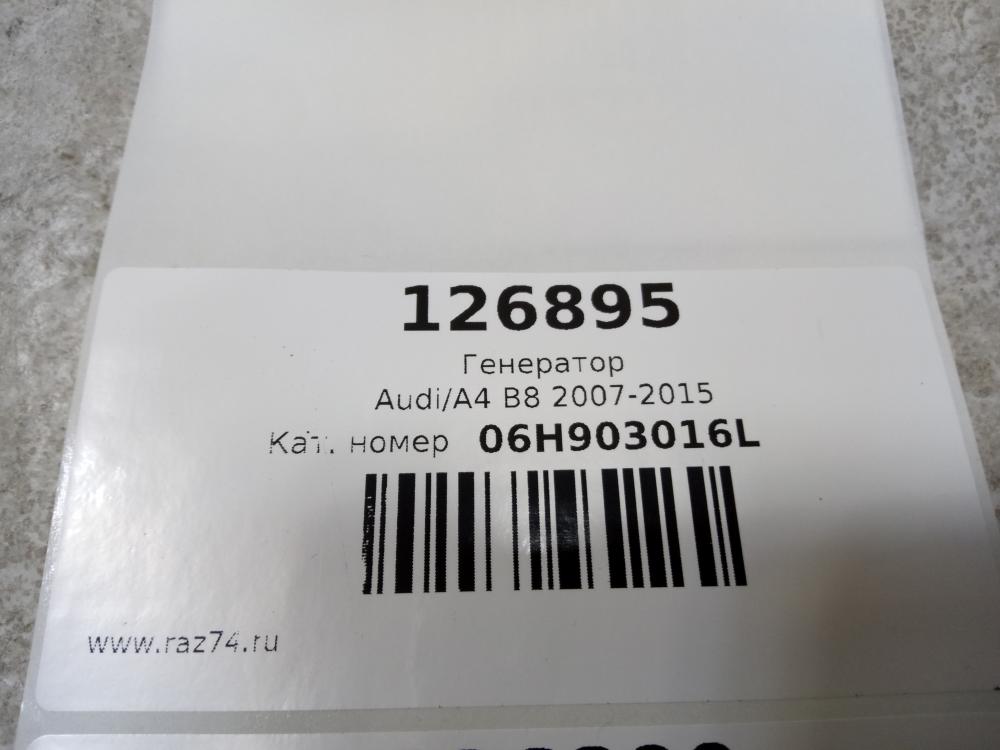 126895
Генератор
Audi/A4 B8 2007-2015
Кат. номер 06H903016L
www.raz74.ru